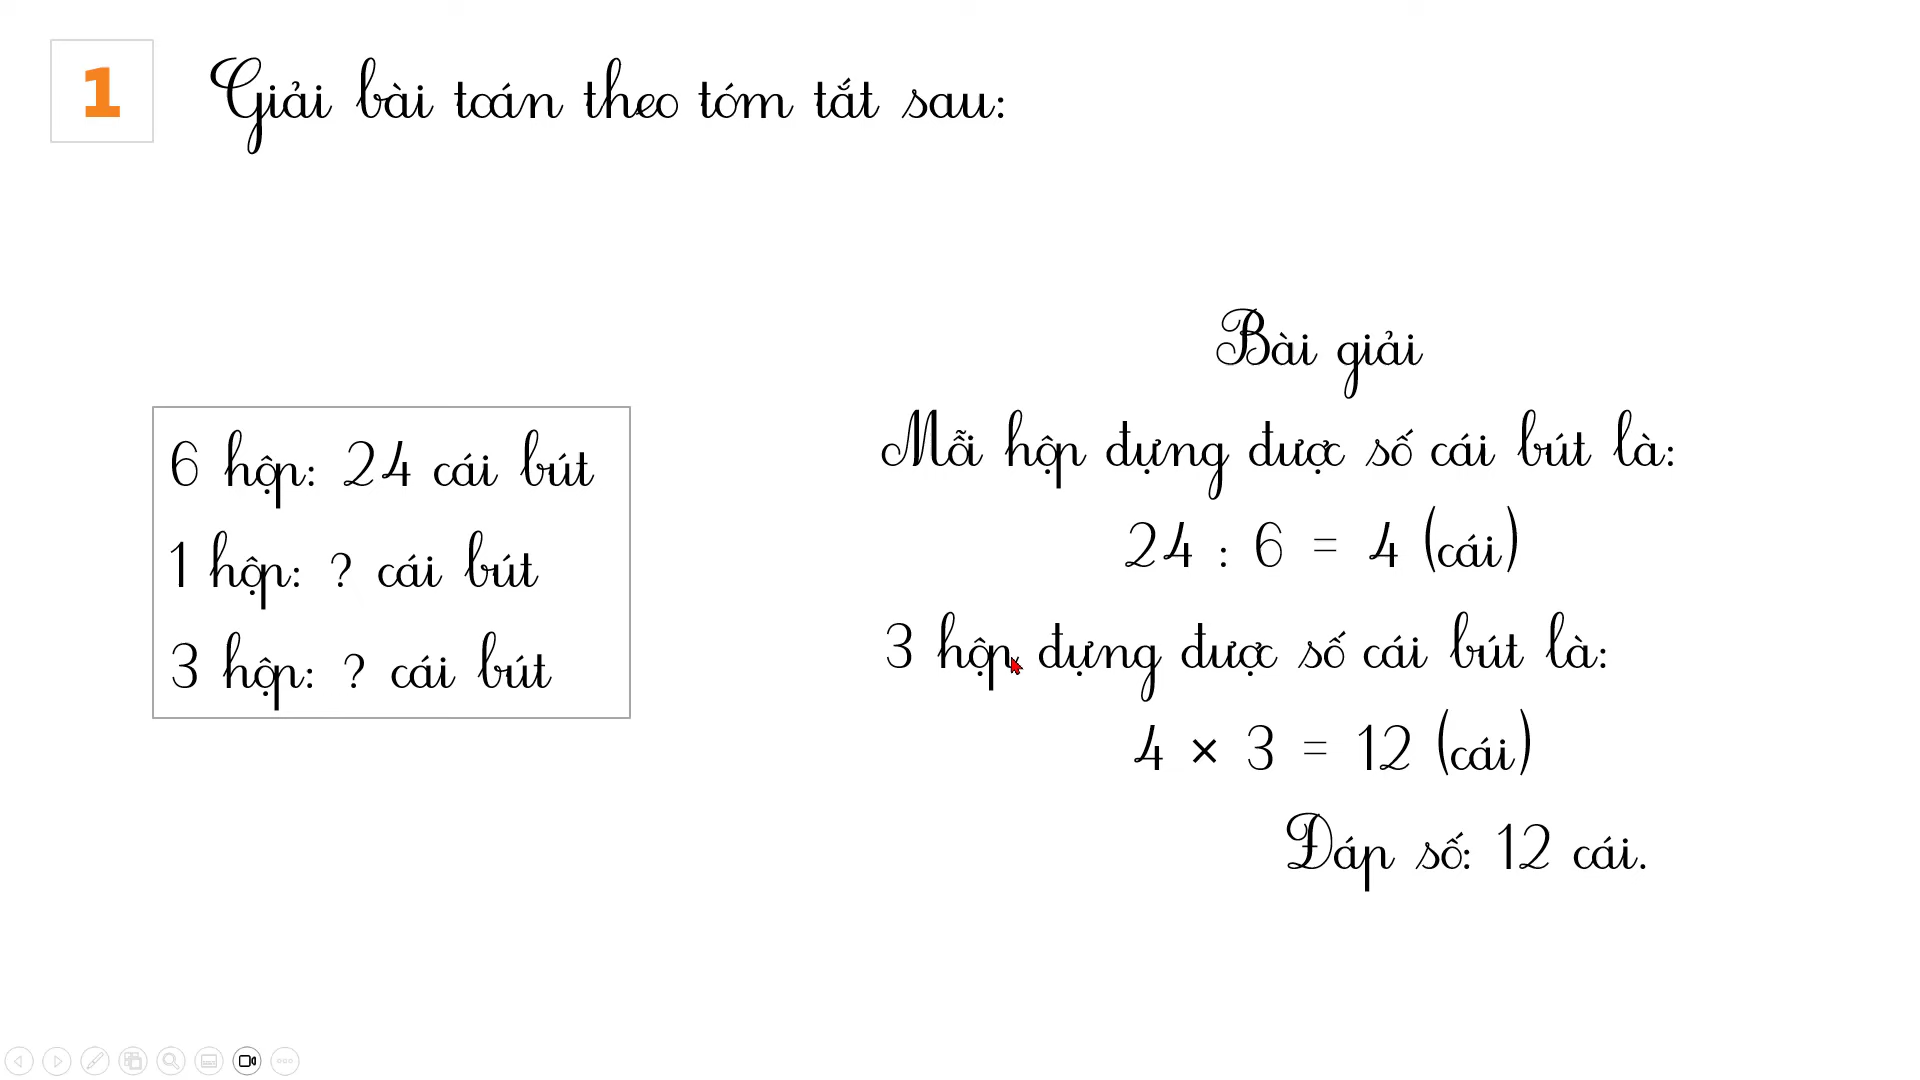 1
Giải bài toán theo tóm tắt sau:
6 hộp: 24 cái bút
1 hộp: ? cái bút
3 hộp: ? cái bút
Bài giải
Mỗi hộp đựng được số cái bút là:
24 : 6 = 4 (cái)
3 hộp đựng được số cái bút là:
4 × 3 = 12 (cái)
Đáp số: 12 cái.